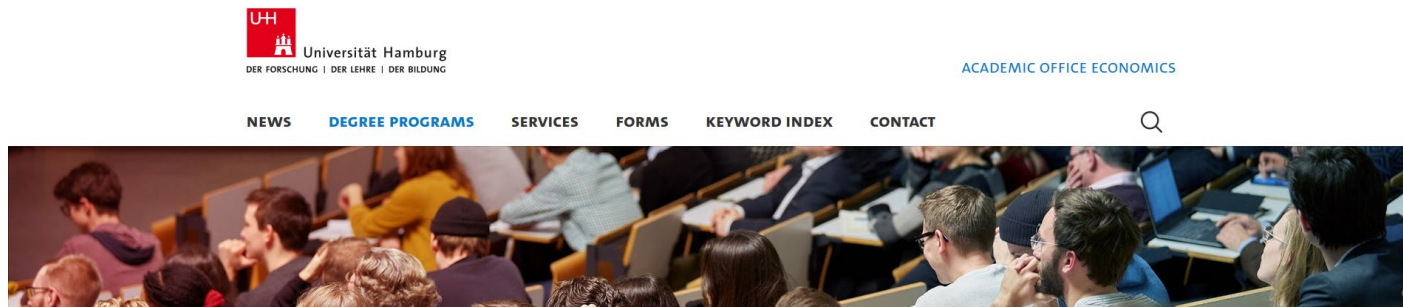 UH
Universität Hamburg
DER FORSCHUNG | DER LEHRE | DER BILDUNG
ACADEMIC OFFICE ECONOMICS
NEWS DEGREE PROGRAMS SERVICES FORMS KEYWORD INDEX CONTACT